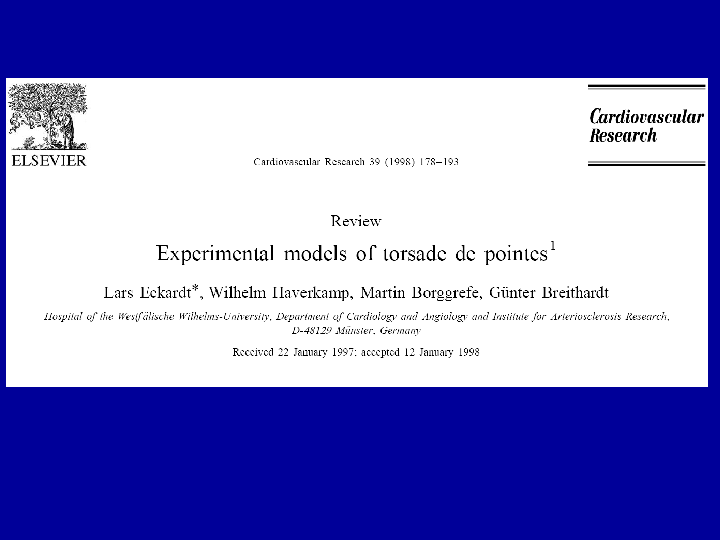 ELSEVIER
Cardiovascular
Research
Cardiovascular Research 39 (1998) 178–193
Review
Experimental models of torsade de pointes1
Lars Eckardt*, Wilhelm Haverkamp, Martin Borggrefe, Günter Breithardt
Hospital of the Westfälische Wilhelms-University, Department of Cardiology and Angiology and Institute for Arteriosclerosis Research,
D-48129 Münster, Germany
Received 22 January 1997; accepted 12 January 1998